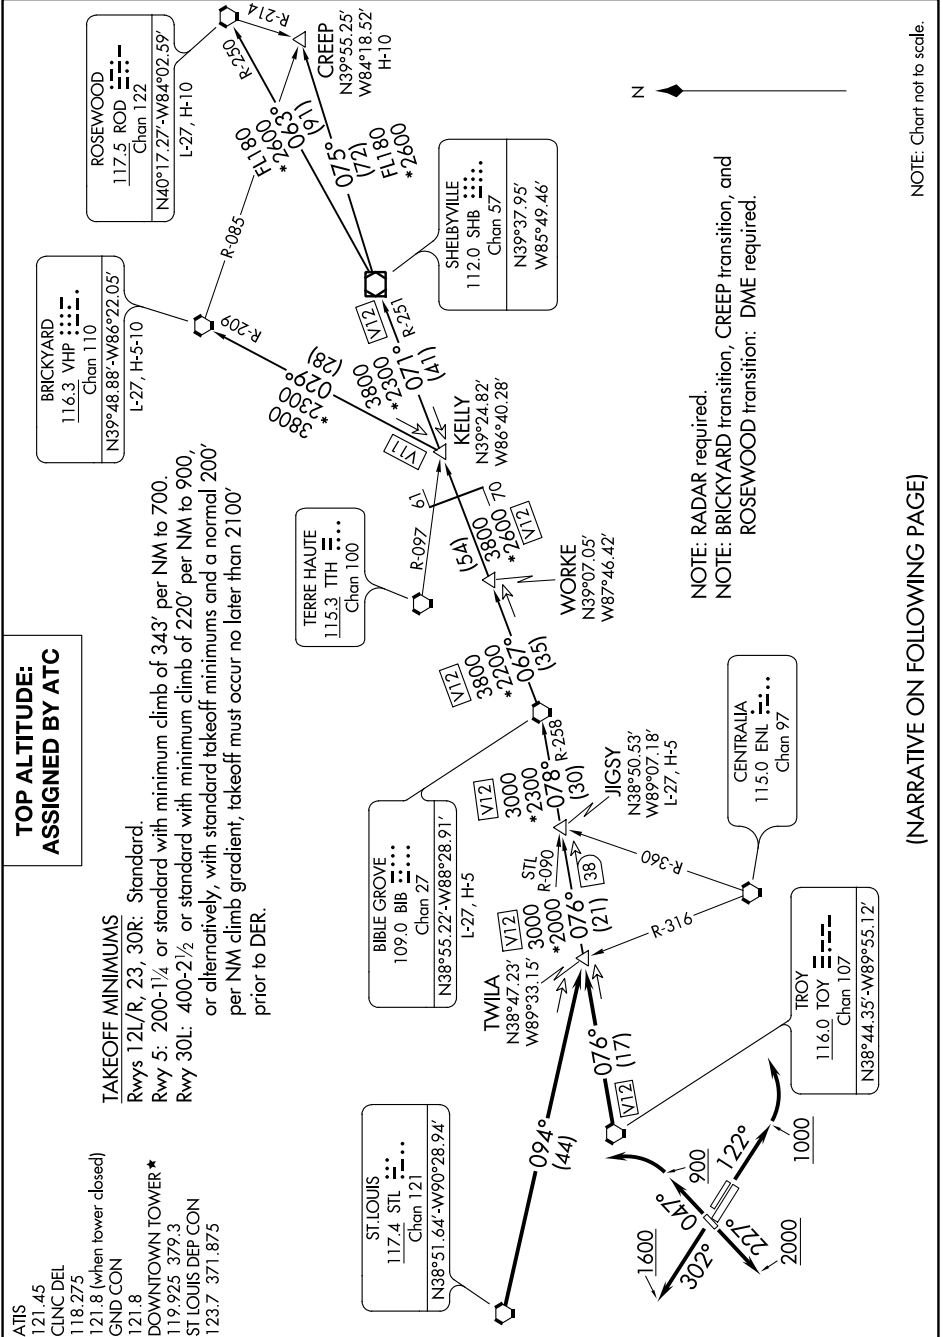 TOP ALTITUDE:
ASSIGNED BY ATC
ATIS
121.45
CLNC DEL
118.275
121.8 (when tower closed)
GND CON
121.8
DOWNTOWN TOWER★
119.925 379.3
ST LOUIS DEP CON
123.7 371.875
TAKEOFF MINIMUMS
Rwys 12L/R, 23, 30R: Standard.
Rwy 5: 200-1¼ or standard with minimum climb of 343' per NM to 700.
Rwy 30L: 400-2½ or standard with minimum climb of 220' per NM to 900,
or alternatively, with standard takeoff minimums and a normal 200'
per NM climb gradient, takeoff must occur no later than 2100'
prior to DER.
ST.LOUIS
117.4 STL
Chan 121
N38°51.64'-W90°28.94'
094°
(44)
V12
076°
(17)
TROY
116.0 TOY
Chan 107
N38°44.35'-W89°55.12'
1600
302°
047°
900
122°
1000
227°
2000
TWILA
N38°47.23'
W89°33.15'
V12
3000
*2000
076°
(21)
STL
R-090
38
R-316
R-360
CENTRALIA
115.0 ENL
Chan 97
JIGSY
N38°50.53'
W89°07.18'
L-27, H-5
V12
3000
*2300
078°
(30)
R-258
BIBLE GROVE
109.0 BIB
Chan 27
N38°55.22'-W88°28.91'
L-27, H-5
V12
3800
*2200
067°
(35)
WORKE
N39°07.05'
W87°46.42'
(54)
3800
*2600
V12
61
70
TERRE HAUTE
115.3 TTH
Chan 100
R-097
KELLY
N39°24.82'
W86°40.28'
V11
3800
*2300
029°
(28)
R-209
BRICKYARD
116.3 VHP
Chan 110
N39°48.88'-W86°22.05'
L-27, H-5-10
R-085
V12
3800
*2300
071°
(41)
R-251
SHELBYVILLE
112.0 SHB
Chan 57
N39°37.95'
W85°49.46'
FL180
*2600
063°
(91)
R-250
075°
(72)
FL180
*2600
ROSEWOOD
117.5 ROD
Chan 122
N40°17.27'-W84°02.59'
L-27, H-10
R-214
CREEP
N39°55.25'
W84°18.52'
H-10
N
NOTE: RADAR required.
NOTE: BRICKYARD transition, CREEP transition, and
ROSEWOOD transition: DME required.
NOTE: Chart not to scale.
(NARRATIVE ON FOLLOWING PAGE)